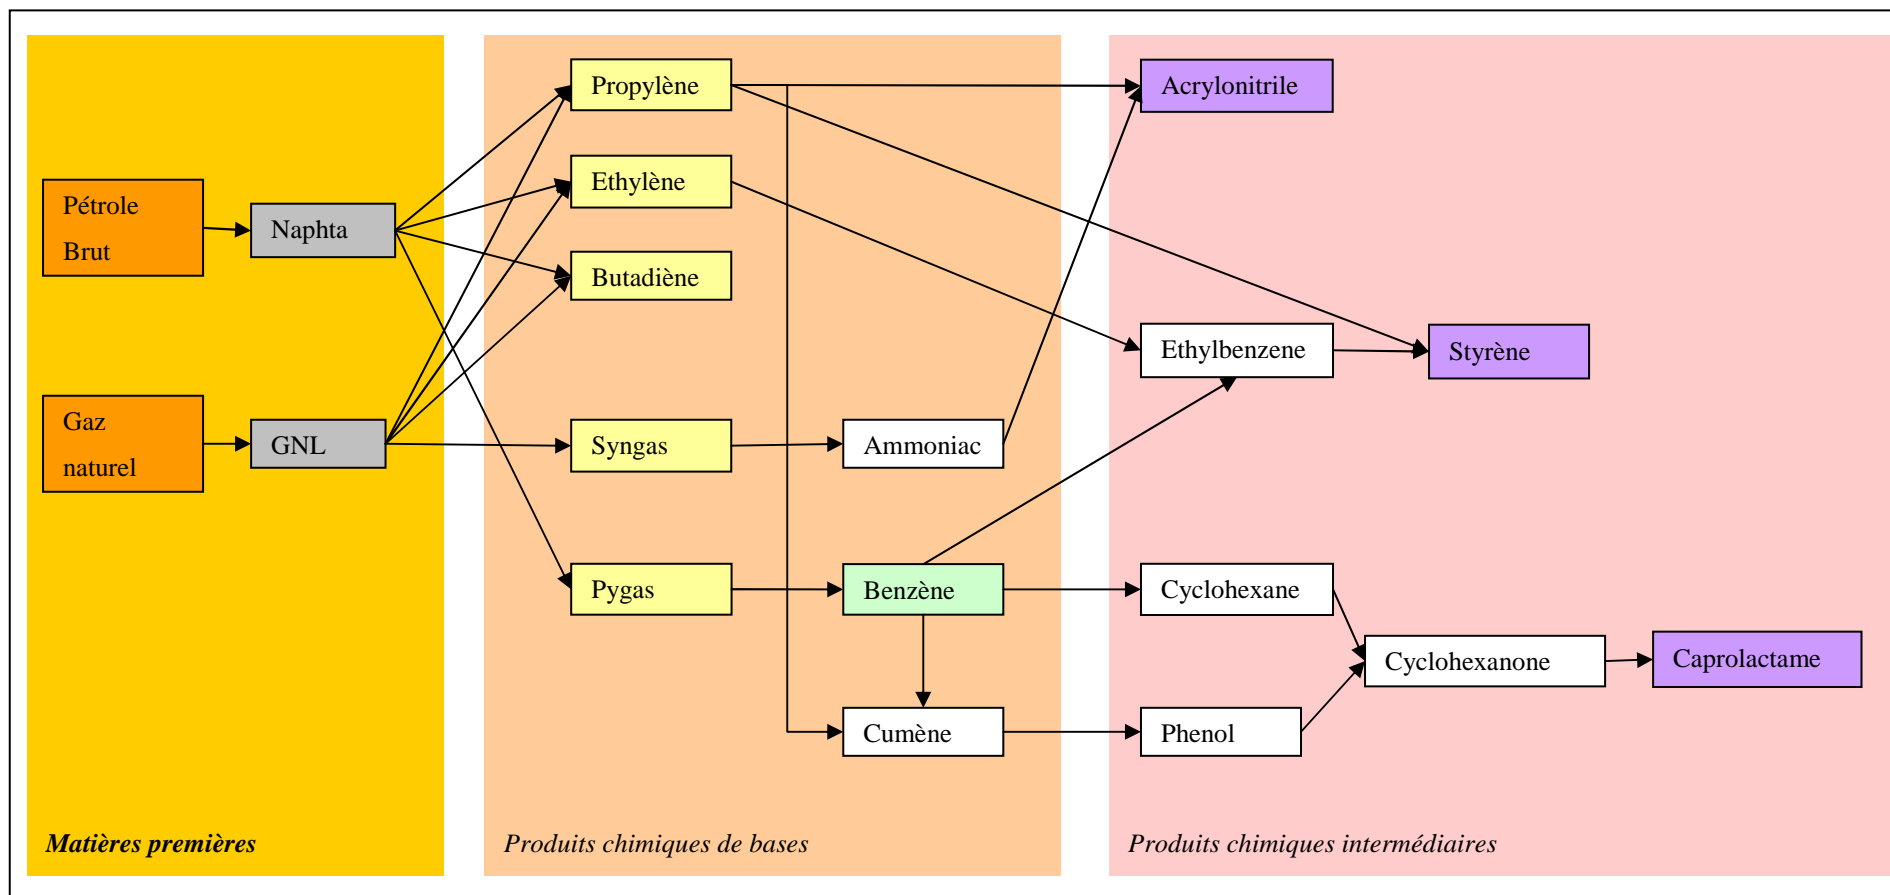 Propylène
Acrylonitrile
Ethylène
Pétrole
Brut
Naphta
Butadiène
Ethylbenzene
Styrène
Gaz
naturel
GNL
Syngas
Ammoniac
Pygas
Benzène
Cyclohexane
Cyclohexanone
Caprolactame
Cumène
Phenol
Matières premières
Produits chimiques de bases
Produits chimiques intermédiaires